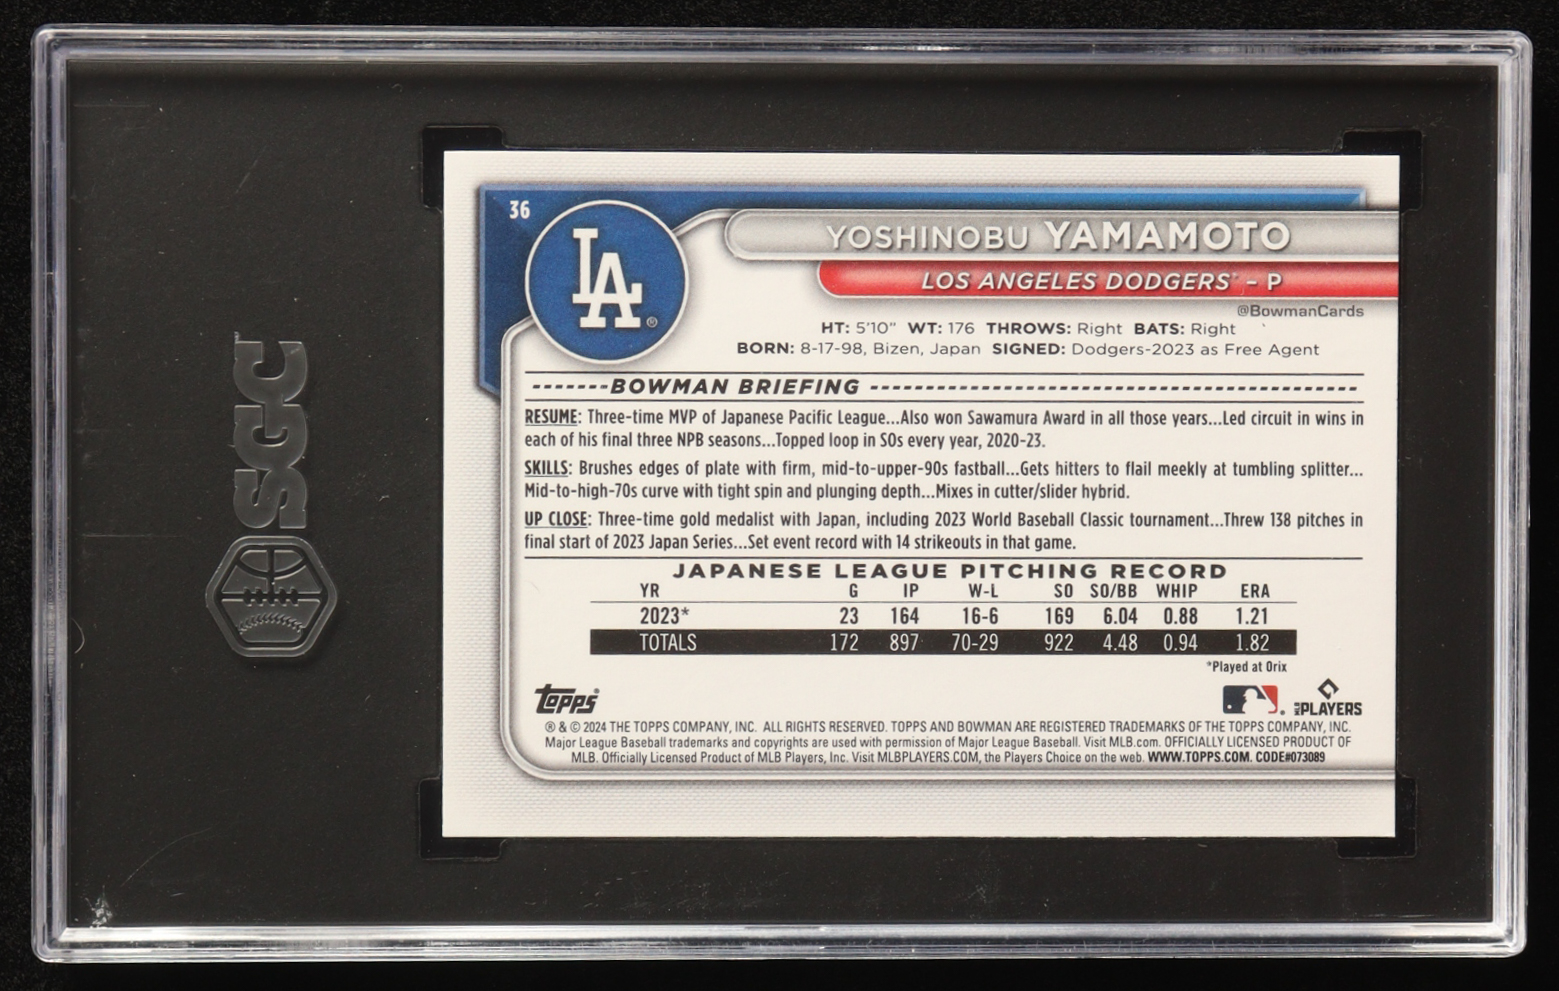 SGC
36
LA ®
YOSHINOBU YAMAMOTO
LOS ANGELES DODGERS® - P
@BowmanCards
HT: 5'10" WT: 176 THROWS: Right BATS: Right
BORN: 8-17-98, Bizen, Japan SIGNED: Dodgers-2023 as Free Agent
-------BOWMAN BRIEFING --------------------------------------------------
RESUME: Three-time MVP of Japanese Pacific League...Also won Sawamura Award in all those years...Led circuit in wins in
each of his final three NPB seasons...Topped loop in SOs every year, 2020-23.
SKILLS: Brushes edges of plate with firm, mid-to-upper-90s fastball...Gets hitters to flail meekly at tumbling splitter...
Mid-to-high-70s curve with tight spin and plunging depth...Mixes in cutter/slider hybrid.
UP CLOSE: Three-time gold medalist with Japan, including 2023 World Baseball Classic tournament...Threw 138 pitches in
final start of 2023 Japan Series...Set event record with 14 strikeouts in that game.
JAPANESE LEAGUE PITCHING RECORD
YR G IP W-L SO SO/BB WHIP ERA
2023* 23 164 16-6 169 6.04 0.88 1.21
TOTALS 172 897 70-29 922 4.48 0.94 1.82
*Played at Orix
Topps® MLB PLAYERS
® & © 2024 THE TOPPS COMPANY, INC. ALL RIGHTS RESERVED. TOPPS AND BOWMAN ARE REGISTERED TRADEMARKS OF THE TOPPS COMPANY, INC.
Major League Baseball trademarks and copyrights are used with permission of Major League Baseball. Visit MLB.com. OFFICIALLY LICENSED PRODUCT OF
MLB. Officially Licensed Product of MLB Players, Inc. Visit MLBPLAYERS.COM, the Players Choice on the web. WWW.TOPPS.COM. CODE#073089